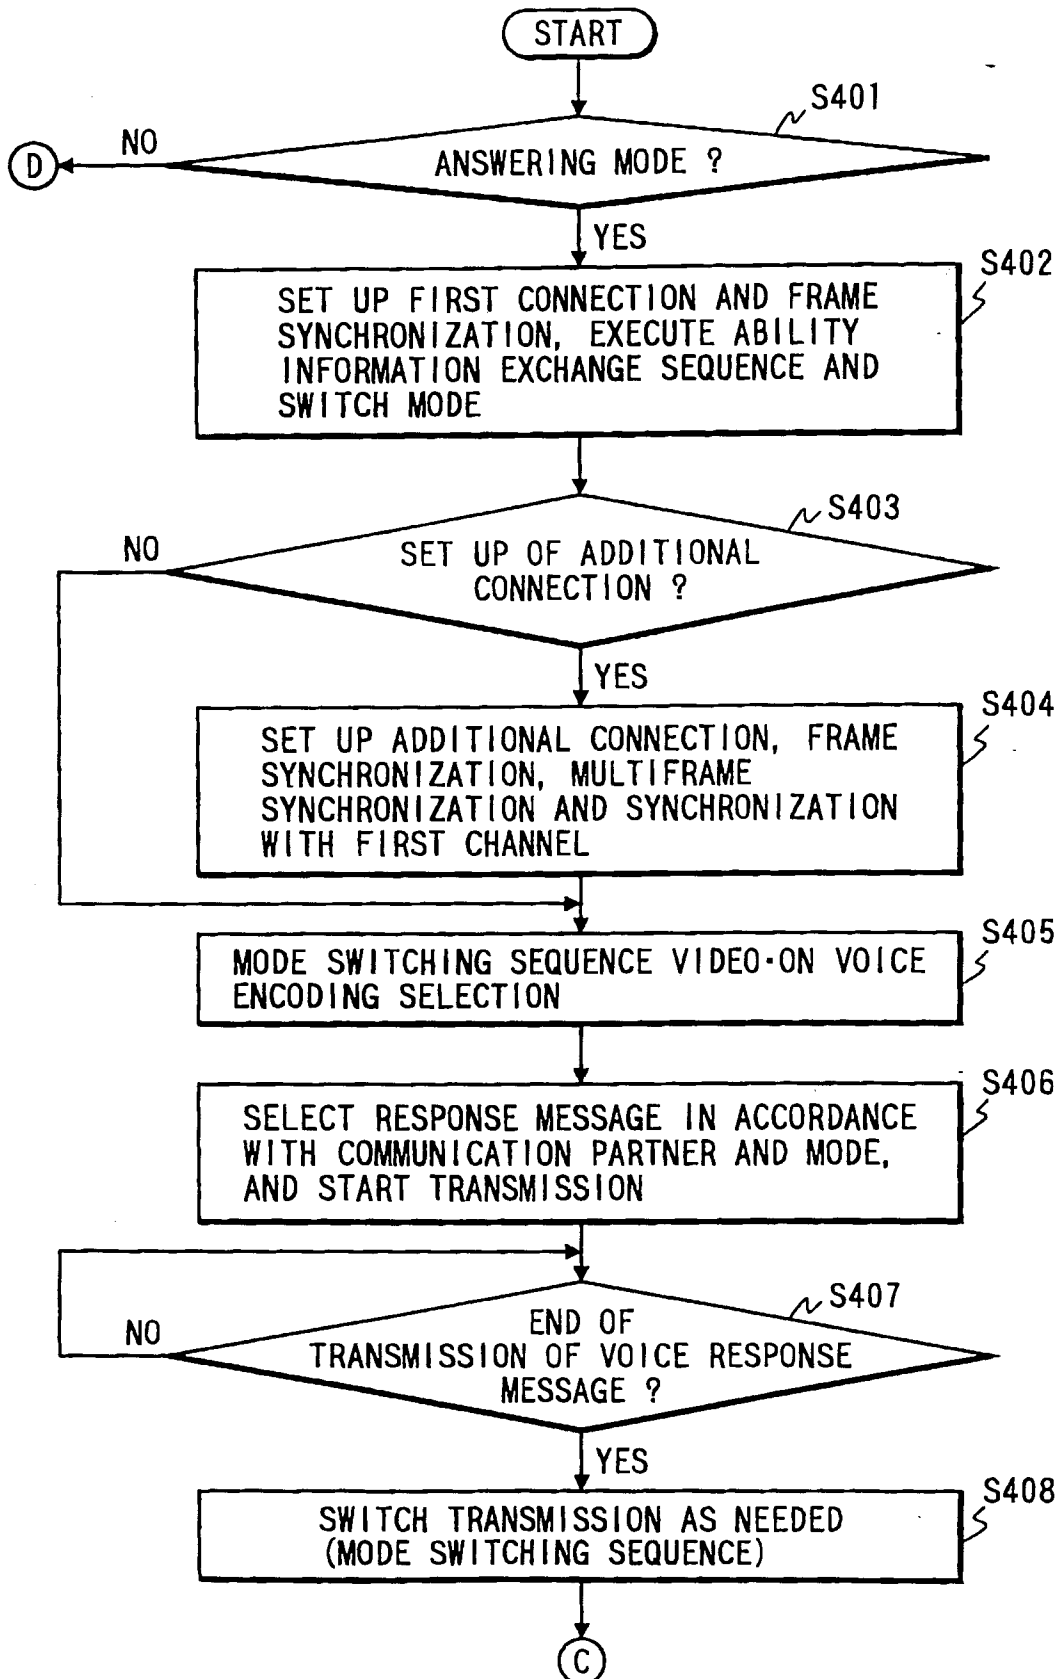 START
S401
NO
D
ANSWERING MODE ?
YES
S402
SET UP FIRST CONNECTION AND FRAME
SYNCHRONIZATION, EXECUTE ABILITY
INFORMATION EXCHANGE SEQUENCE AND
SWITCH MODE
S403
NO
SET UP OF ADDITIONAL
CONNECTION ?
YES
S404
SET UP ADDITIONAL CONNECTION, FRAME
SYNCHRONIZATION, MULTIFRAME
SYNCHRONIZATION AND SYNCHRONIZATION
WITH FIRST CHANNEL
S405
MODE SWITCHING SEQUENCE VIDEO·ON VOICE
ENCODING SELECTION
S406
SELECT RESPONSE MESSAGE IN ACCORDANCE
WITH COMMUNICATION PARTNER AND MODE,
AND START TRANSMISSION
S407
NO
END OF
TRANSMISSION OF VOICE RESPONSE
MESSAGE ?
YES
S408
SWITCH TRANSMISSION AS NEEDED
(MODE SWITCHING SEQUENCE)
C